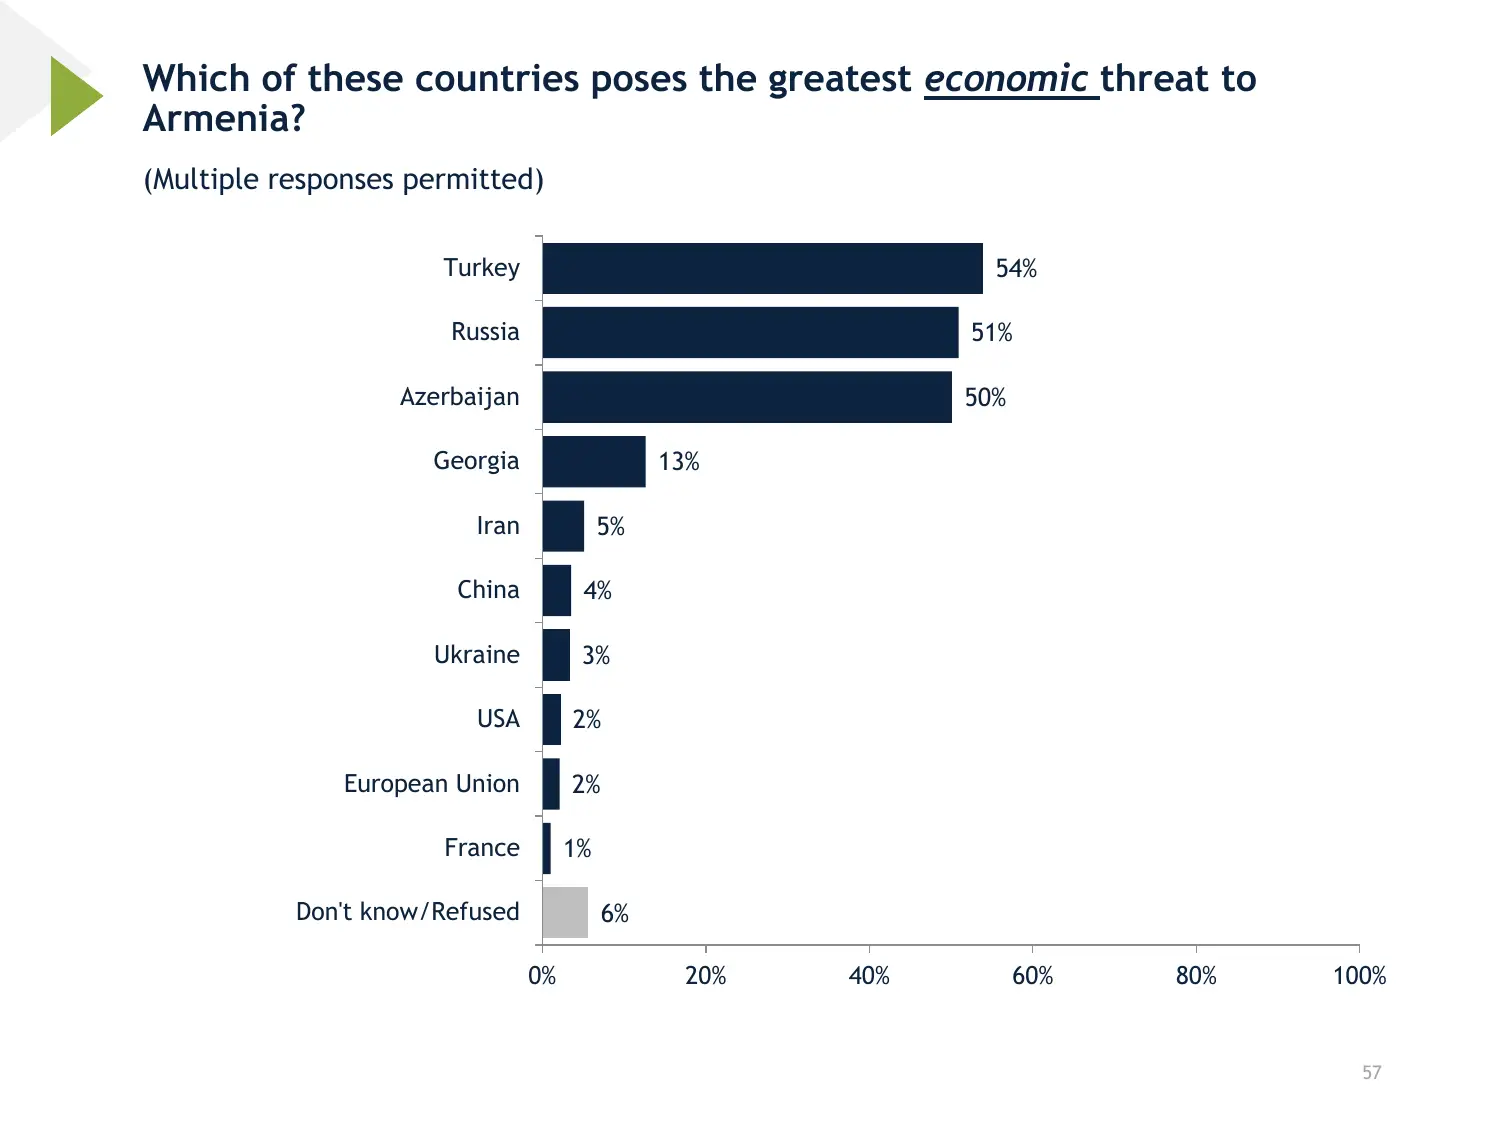 Which of these countries poses the greatest economic threat to
Armenia?
(Multiple responses permitted)
Turkey 54%
Russia 51%
Azerbaijan 50%
Georgia 13%
Iran 5%
China 4%
Ukraine 3%
USA 2%
European Union 2%
France 1%
Don't know/Refused 6%
0% 20% 40% 60% 80% 100%
57